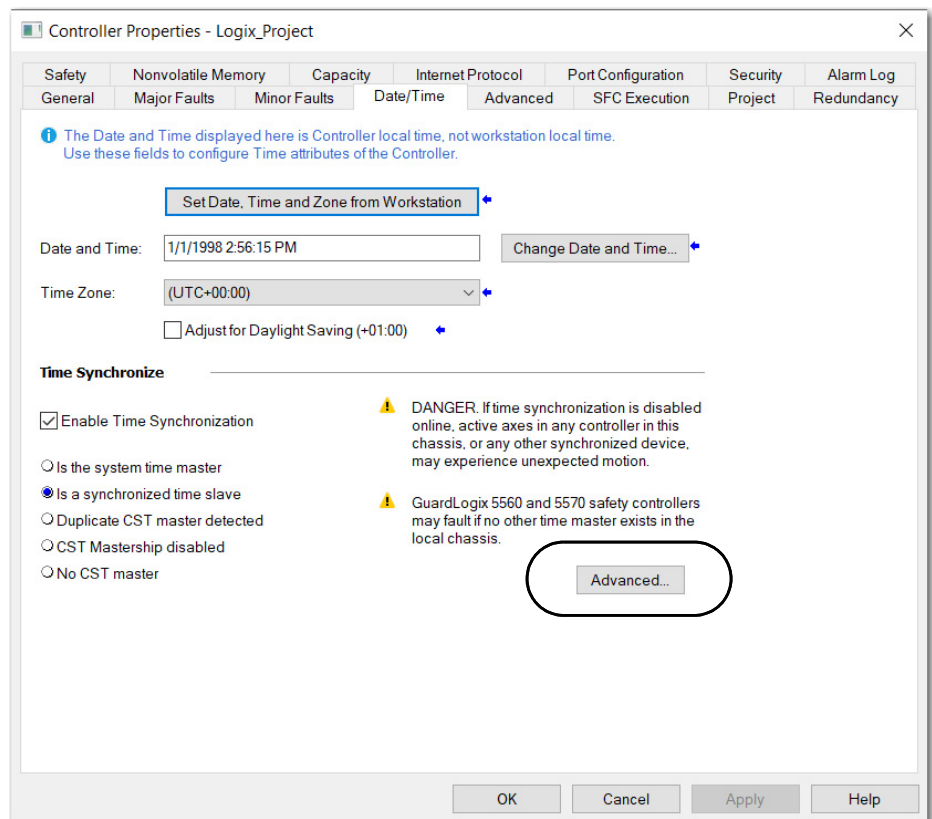 Controller Properties - Logix_Project
Safety Nonvolatile Memory Capacity Internet Protocol Port Configuration Security Alarm Log
General Major Faults Minor Faults Date/Time Advanced SFC Execution Project Redundancy
The Date and Time displayed here is Controller local time, not workstation local time.
Use these fields to configure Time attributes of the Controller.
Set Date, Time and Zone from Workstation
Date and Time: 1/1/1998 2:56:15 PM Change Date and Time...
Time Zone: (UTC+00:00)
Adjust for Daylight Saving (+01:00)
Time Synchronize
Enable Time Synchronization
Is the system time master
Is a synchronized time slave
Duplicate CST master detected
CST Mastership disabled
No CST master
DANGER. If time synchronization is disabled
online, active axes in any controller in this
chassis, or any other synchronized device,
may experience unexpected motion.
GuardLogix 5560 and 5570 safety controllers
may fault if no other time master exists in the
local chassis.
Advanced...
OK Cancel Apply Help